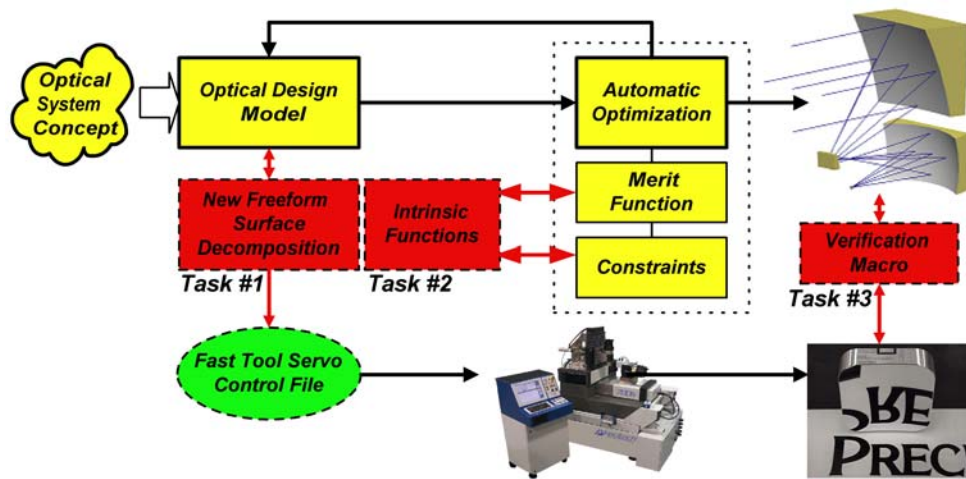 Optical
System
Concept
Optical Design
Model
Automatic
Optimization
New Freeform
Surface
Decomposition
Task #1
Intrinsic
Functions
Task #2
Merit
Function
Constraints
Verification
Macro
Task #3
Fast Tool Servo
Control File
PRECI